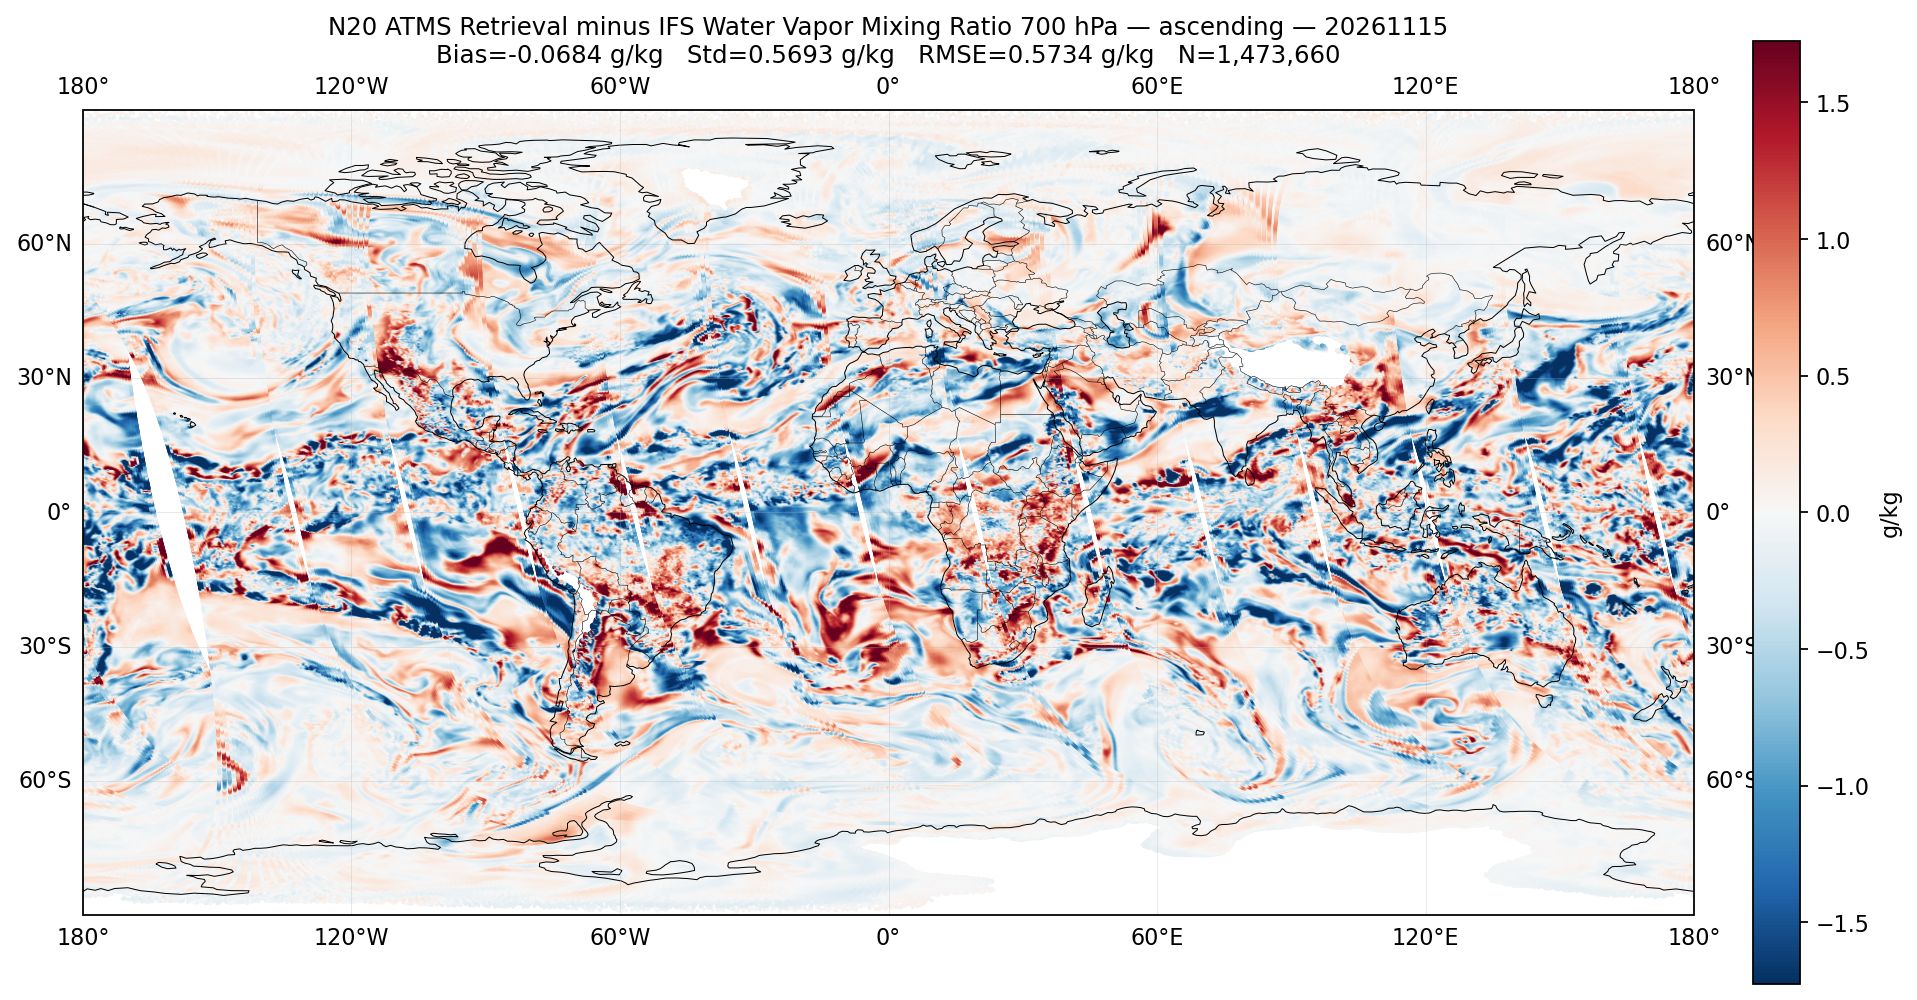 N20 ATMS Retrieval minus IFS Water Vapor Mixing Ratio 700 hPa — ascending — 20261115
Bias=-0.0684 g/kg   Std=0.5693 g/kg   RMSE=0.5734 g/kg   N=1,473,660
180° 120°W 60°W 0° 60°E 120°E 180°
60°N 60°N
30°N 30°N
0° 0°
30°S 30°S
60°S 60°S
180° 120°W 60°W 0° 60°E 120°E 180°
1.5
1.0
0.5
0.0
−0.5
−1.0
−1.5
g/kg